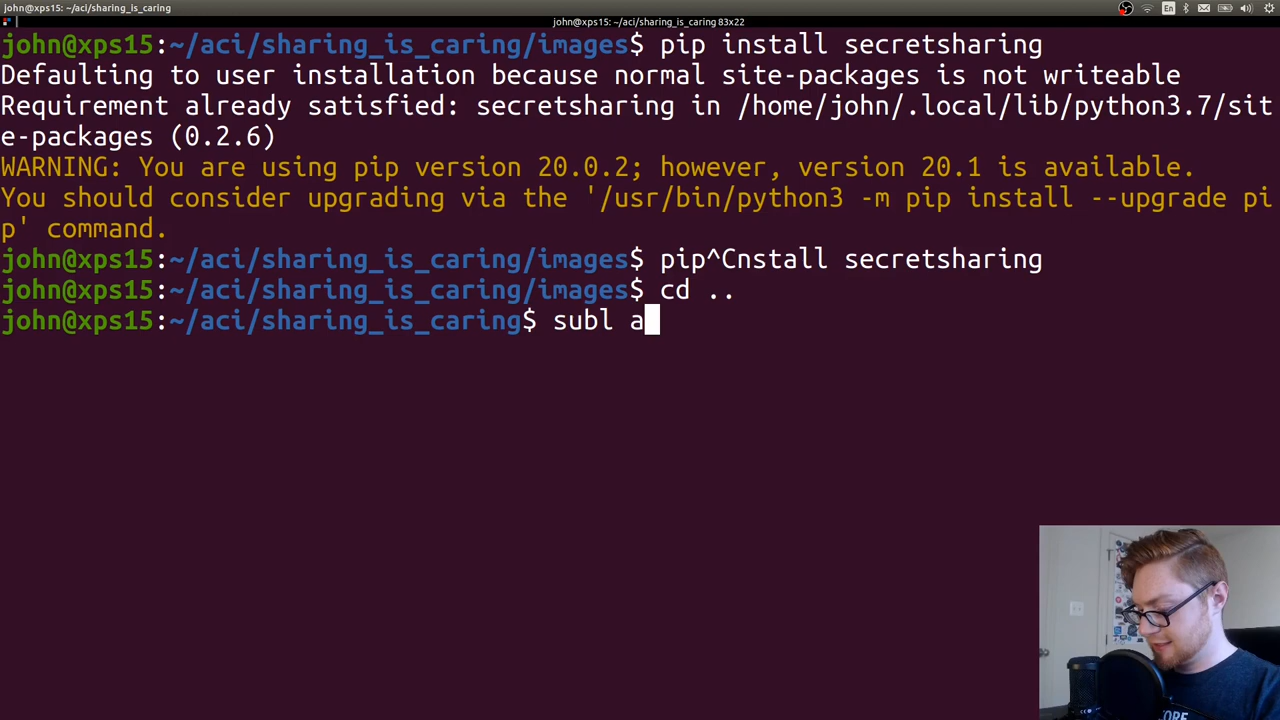 john@xps15: ~/aci/sharing_is_caring
En
john@xps15: ~/aci/sharing_is_caring 83x22
john@xps15:~/aci/sharing_is_caring/images$ pip install secretsharing
Defaulting to user installation because normal site-packages is not writeable
Requirement already satisfied: secretsharing in /home/john/.local/lib/python3.7/sit
e-packages (0.2.6)
WARNING: You are using pip version 20.0.2; however, version 20.1 is available.
You should consider upgrading via the '/usr/bin/python3 -m pip install --upgrade pi
p' command.
john@xps15:~/aci/sharing_is_caring/images$ pip^Cnstall secretsharing
john@xps15:~/aci/sharing_is_caring/images$ cd ..
john@xps15:~/aci/sharing_is_caring$ subl a